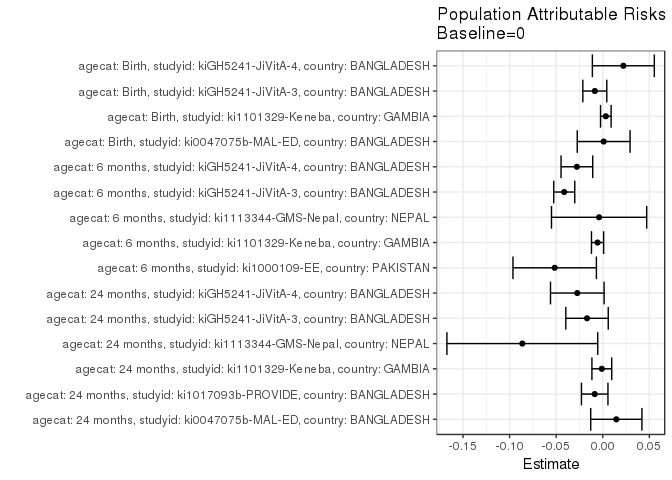 Population Attributable Risks
Baseline=0
agecat: Birth, studyid: kiGH5241-JiVitA-4, country: BANGLADESH
agecat: Birth, studyid: kiGH5241-JiVitA-3, country: BANGLADESH
agecat: Birth, studyid: ki1101329-Keneba, country: GAMBIA
agecat: Birth, studyid: ki0047075b-MAL-ED, country: BANGLADESH
agecat: 6 months, studyid: kiGH5241-JiVitA-4, country: BANGLADESH
agecat: 6 months, studyid: kiGH5241-JiVitA-3, country: BANGLADESH
agecat: 6 months, studyid: ki1113344-GMS-Nepal, country: NEPAL
agecat: 6 months, studyid: ki1101329-Keneba, country: GAMBIA
agecat: 6 months, studyid: ki1000109-EE, country: PAKISTAN
agecat: 24 months, studyid: kiGH5241-JiVitA-4, country: BANGLADESH
agecat: 24 months, studyid: kiGH5241-JiVitA-3, country: BANGLADESH
agecat: 24 months, studyid: ki1113344-GMS-Nepal, country: NEPAL
agecat: 24 months, studyid: ki1101329-Keneba, country: GAMBIA
agecat: 24 months, studyid: ki1017093b-PROVIDE, country: BANGLADESH
agecat: 24 months, studyid: ki0047075b-MAL-ED, country: BANGLADESH
-0.15 -0.10 -0.05 0.00 0.05
Estimate